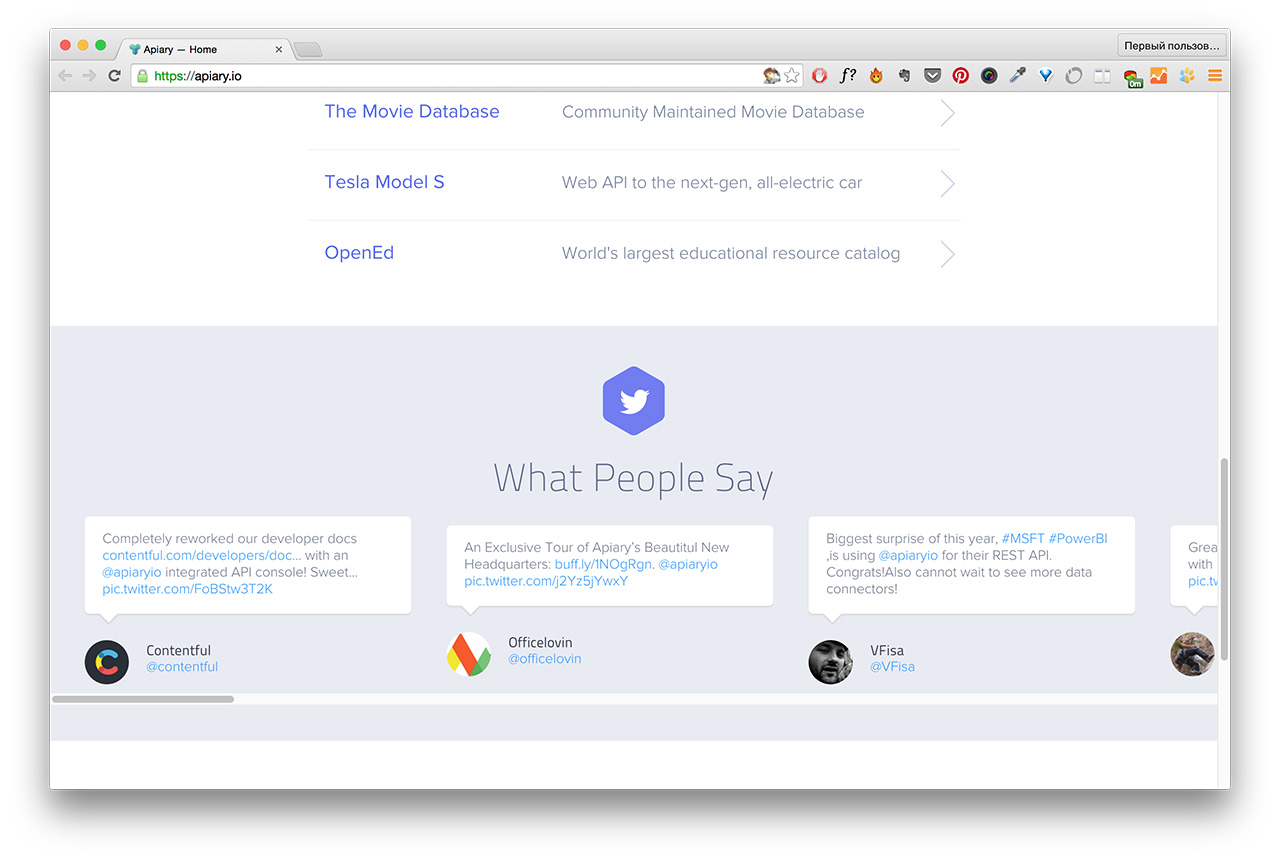 Apiary — Home
Первый пользов...
https://apiary.io
f?
0m
The Movie Database
Community Maintained Movie Database
Tesla Model S
Web API to the next-gen, all-electric car
OpenEd
World's largest educational resource catalog
What People Say
Completely reworked our developer docs
contentful.com/developers/doc... with an
@apiaryio integrated API console! Sweet...
pic.twitter.com/FoBStw3T2K
Contentful
@contentful
An Exclusive Tour of Apiary's Beautitul New
Headquarters: buff.ly/1NOgRgn. @apiaryio
pic.twitter.com/j2Yz5jYwxY
Officelovin
@officelovin
Biggest surprise of this year, #MSFT #PowerBI
,is using @apiaryio for their REST API.
Congrats!Also cannot wait to see more data
connectors!
VFisa
@VFisa
Grea
with
pic.tv